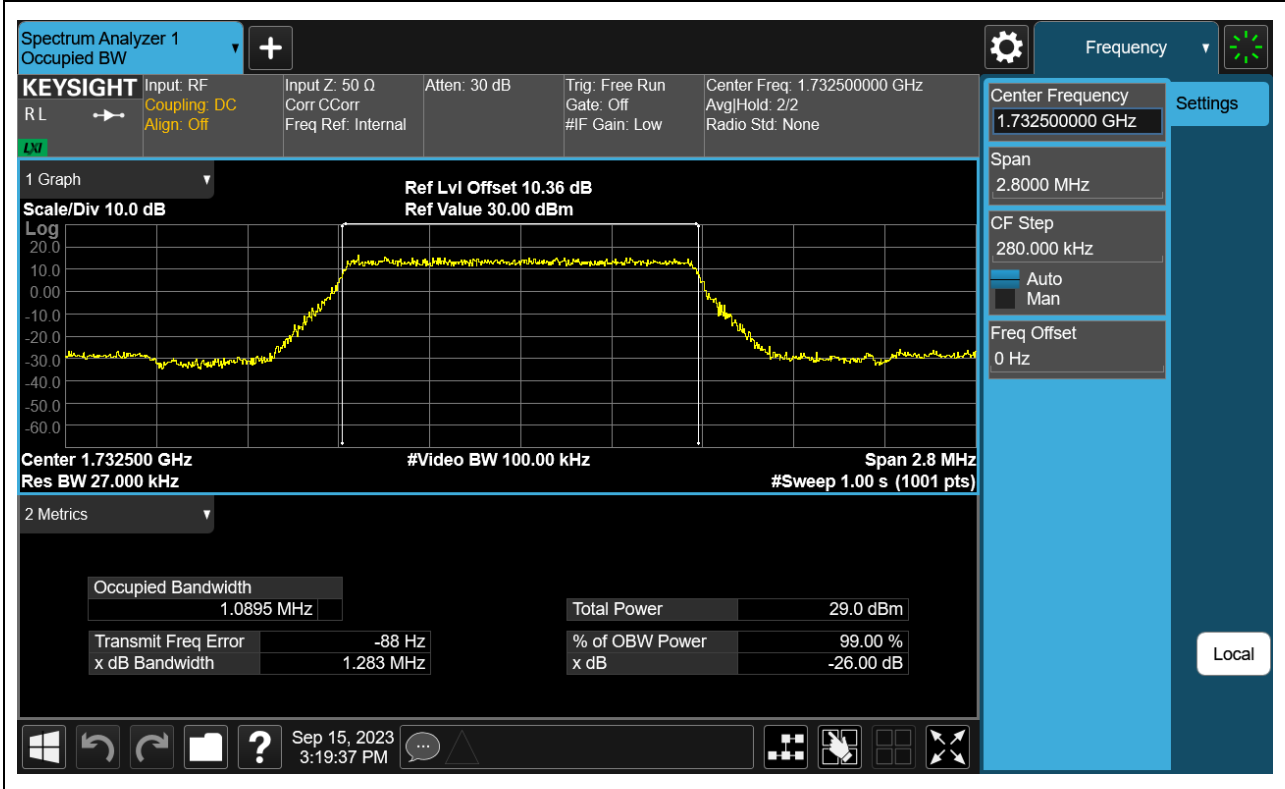 Spectrum Analyzer 1
Occupied BW
▼
+
Frequency
▼
KEYSIGHT
R L
LXI
Input: RF
Coupling: DC
Align: Off
Input Z: 50 Ω
Corr CCorr
Freq Ref: Internal
Atten: 30 dB
Trig: Free Run
Gate: Off
#IF Gain: Low
Center Freq: 1.732500000 GHz
Avg|Hold: 2/2
Radio Std: None
Center Frequency
1.732500000 GHz
Settings
Span
2.8000 MHz
CF Step
280.000 kHz
Auto
Man
Freq Offset
0 Hz
Local
1 Graph
▼
Scale/Div 10.0 dB
Ref Lvl Offset 10.36 dB
Ref Value 30.00 dBm
Log
20.0
10.0
0.00
-10.0
-20.0
-30.0
-40.0
-50.0
-60.0
Center 1.732500 GHz
#Video BW 100.00 kHz
Span 2.8 MHz
Res BW 27.000 kHz
#Sweep 1.00 s (1001 pts)
2 Metrics
▼
Occupied Bandwidth
1.0895 MHz
Total Power 29.0 dBm
Transmit Freq Error -88 Hz
% of OBW Power 99.00 %
x dB Bandwidth 1.283 MHz
x dB -26.00 dB
?
Sep 15, 2023
3:19:37 PM